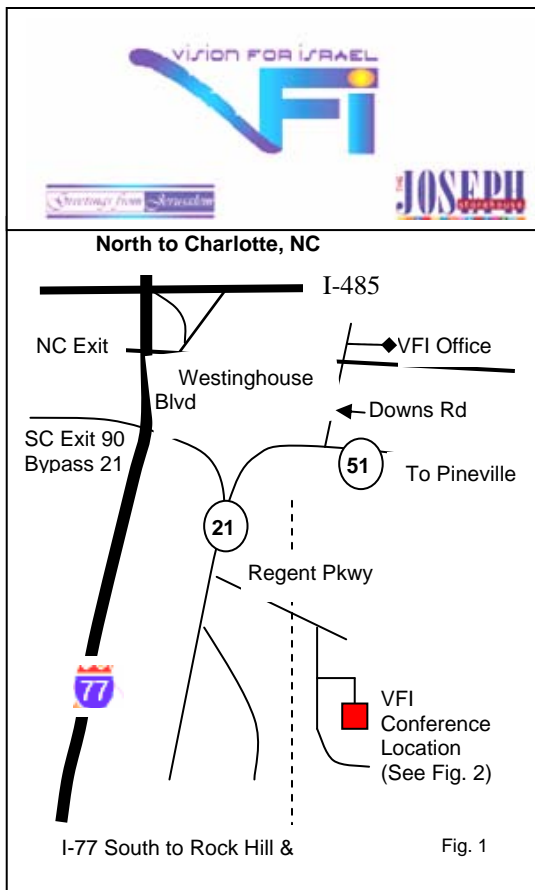 VISION FOR ISRAEL
VFI
Greetings from Jerusalem
THE JOSEPH
storehouse
North to Charlotte, NC
I-485
NC Exit
VFI Office
Westinghouse
Blvd
Downs Rd
SC Exit 90
Bypass 21
51
To Pineville
21
Regent Pkwy
77
VFI
Conference
Location
(See Fig. 2)
I-77 South to Rock Hill &
Fig. 1